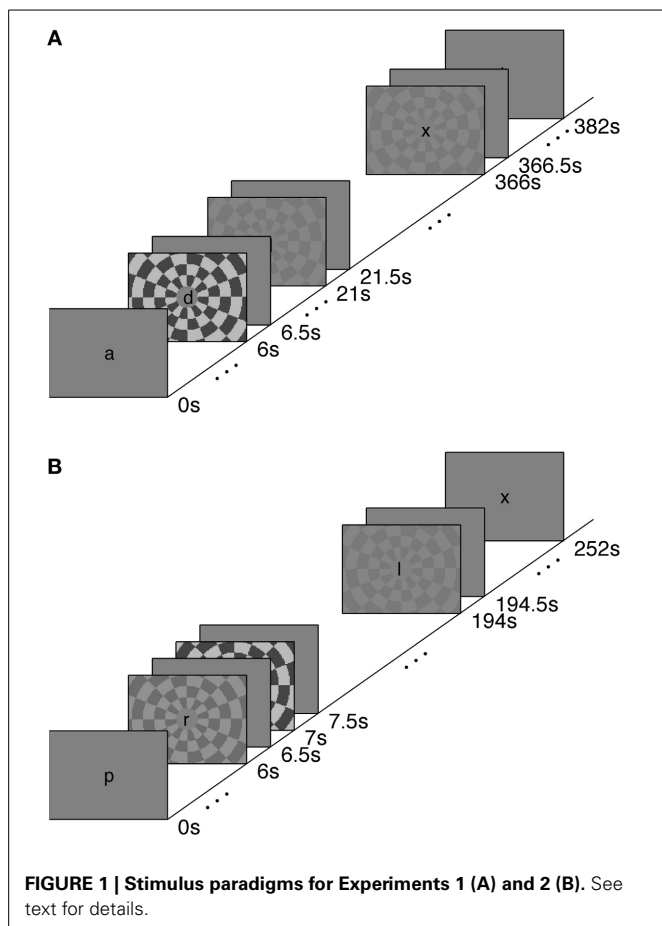 A
x
382s
366.5s
366s
d
21.5s
21s
6.5s
6s
a
0s
B
x
252s
l
194.5s
194s
r
7.5s
7s
6.5s
6s
p
0s
FIGURE 1 | Stimulus paradigms for Experiments 1 (A) and 2 (B). See
text for details.